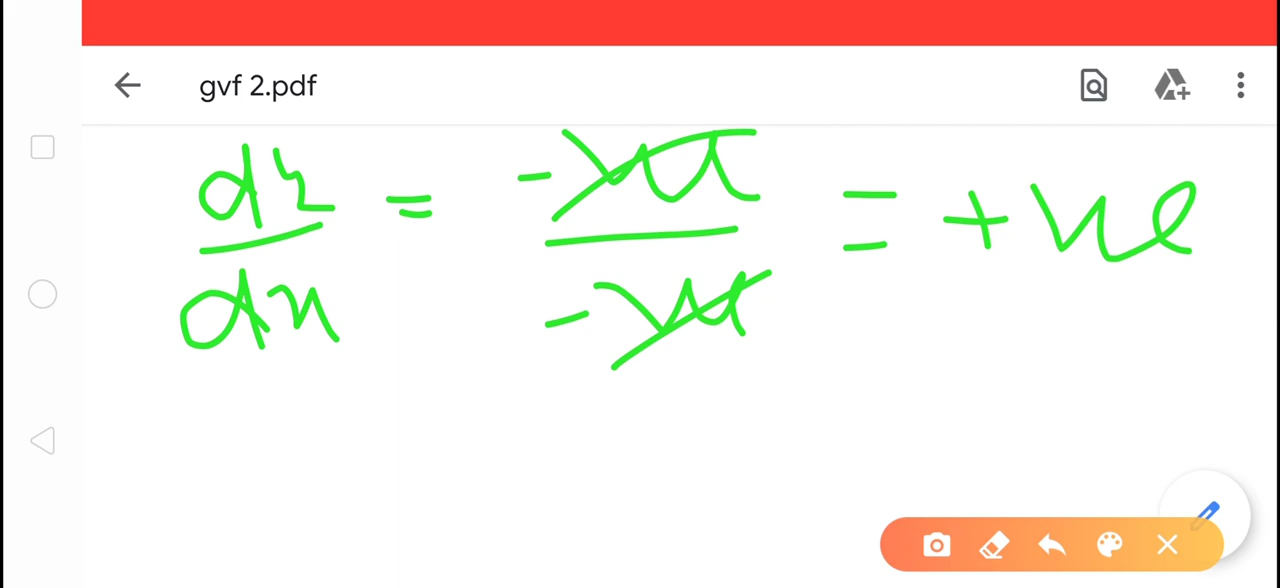 gvf 2.pdf
dy/dx = -ve/-ve = +ve